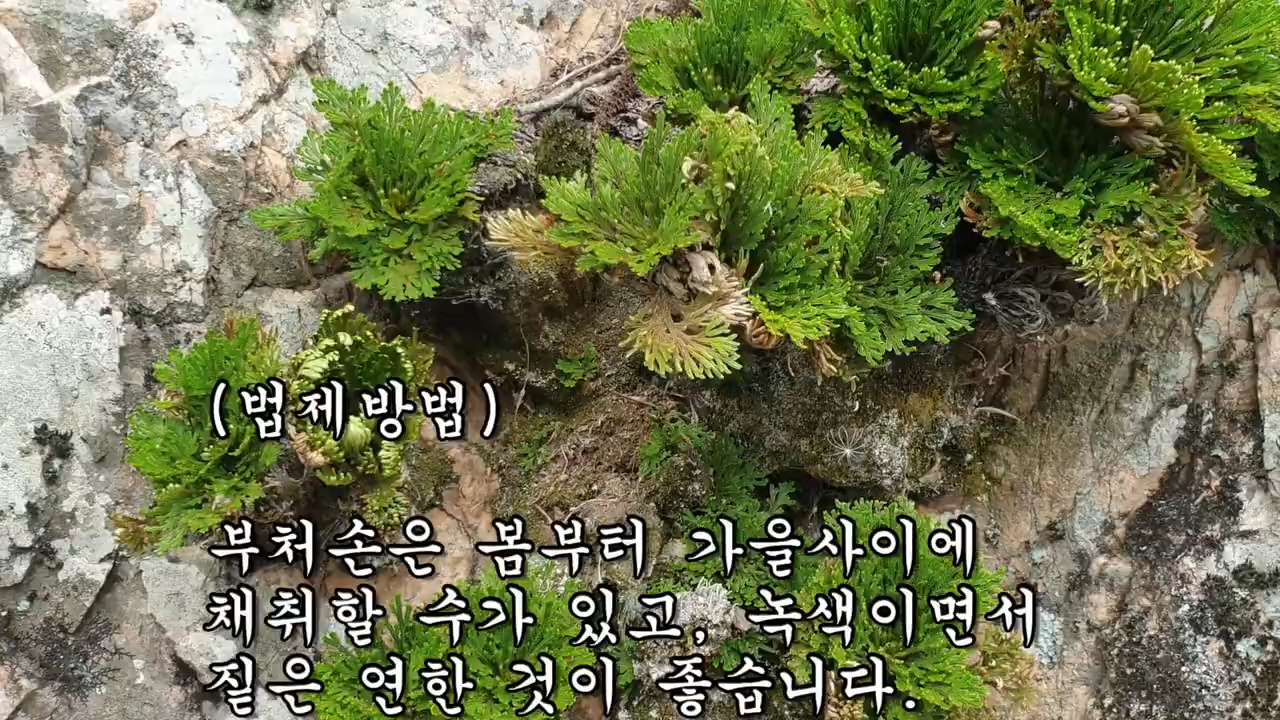 (법제방법)
부처손은 봄부터 가을사이에
채취할 수가 있고, 녹색이면서
짙은 연한 것이 좋습니다.